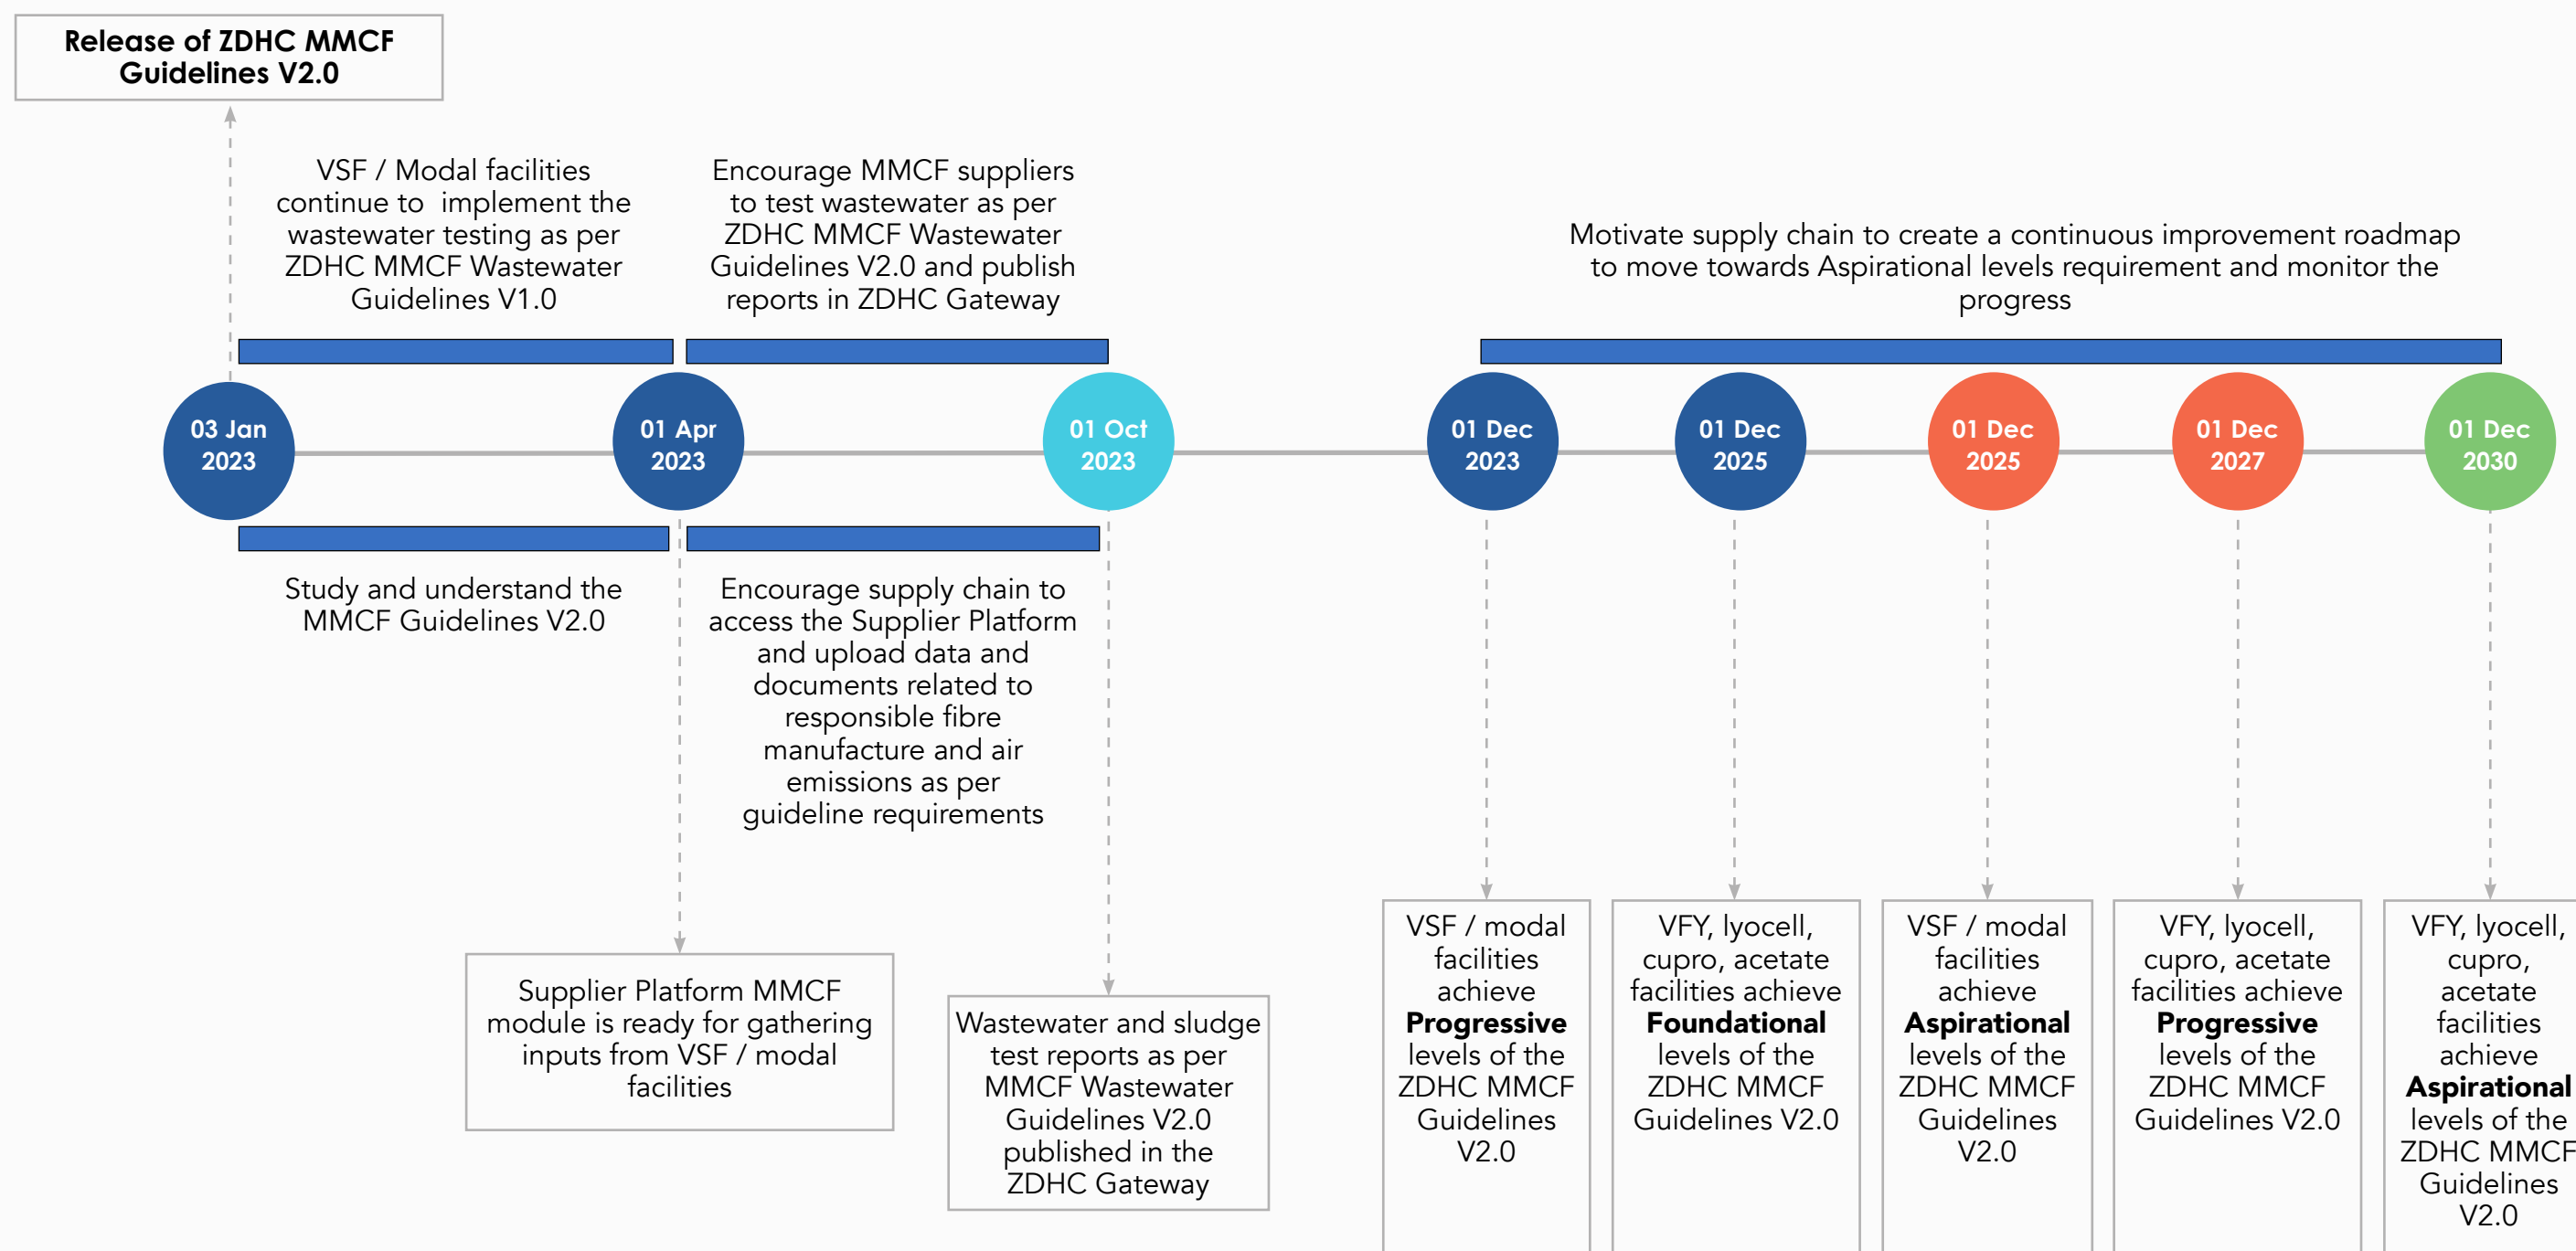 Release of ZDHC MMCF
Guidelines V2.0
VSF / Modal facilities
continue to  implement the
wastewater testing as per
ZDHC MMCF Wastewater
Guidelines V1.0
Encourage MMCF suppliers
to test wastewater as per
ZDHC MMCF Wastewater
Guidelines V2.0 and publish
reports in ZDHC Gateway
Motivate supply chain to create a continuous improvement roadmap
to move towards Aspirational levels requirement and monitor the
progress
03 Jan
2023
01 Apr
2023
01 Oct
2023
01 Dec
2023
01 Dec
2025
01 Dec
2025
01 Dec
2027
01 Dec
2030
Study and understand the
MMCF Guidelines V2.0
Encourage supply chain to
access the Supplier Platform
and upload data and
documents related to
responsible fibre
manufacture and air
emissions as per
guideline requirements
Supplier Platform MMCF
module is ready for gathering
inputs from VSF / modal
facilities
Wastewater and sludge
test reports as per
MMCF Wastewater
Guidelines V2.0
published in the
ZDHC Gateway
VSF / modal
facilities
achieve
Progressive
levels of the
ZDHC MMCF
Guidelines
V2.0
VFY, lyocell,
cupro, acetate
facilities achieve
Foundational
levels of the
ZDHC MMCF
Guidelines V2.0
VSF / modal
facilities
achieve
Aspirational
levels of the
ZDHC MMCF
Guidelines
V2.0
VFY, lyocell,
cupro, acetate
facilities achieve
Progressive
levels of the
ZDHC MMCF
Guidelines V2.0
VFY, lyocell,
cupro,
acetate
facilities
achieve
Aspirational
levels of the
ZDHC MMCF
Guidelines
V2.0